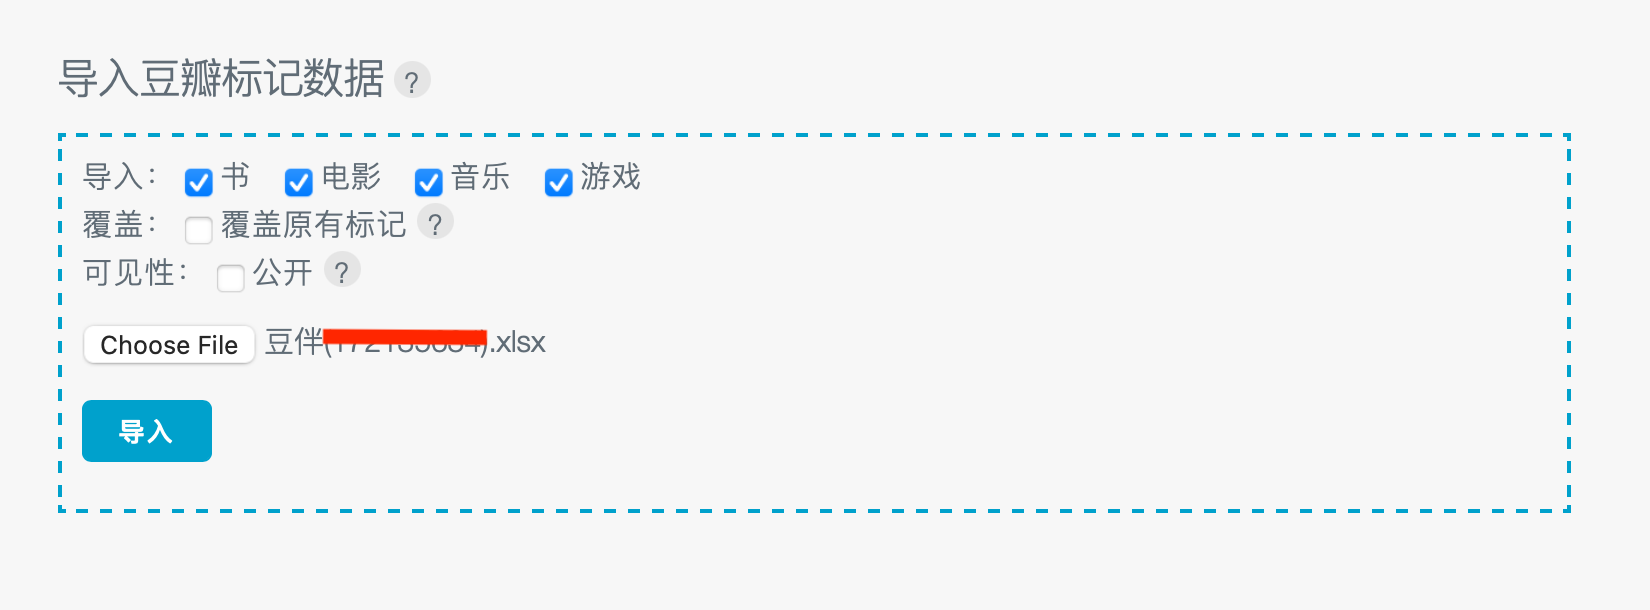 导入豆瓣标记数据 ?
导入： 书 电影 音乐 游戏
覆盖： 覆盖原有标记 ?
可见性： 公开 ?
Choose File 豆伴( ).xlsx
导入